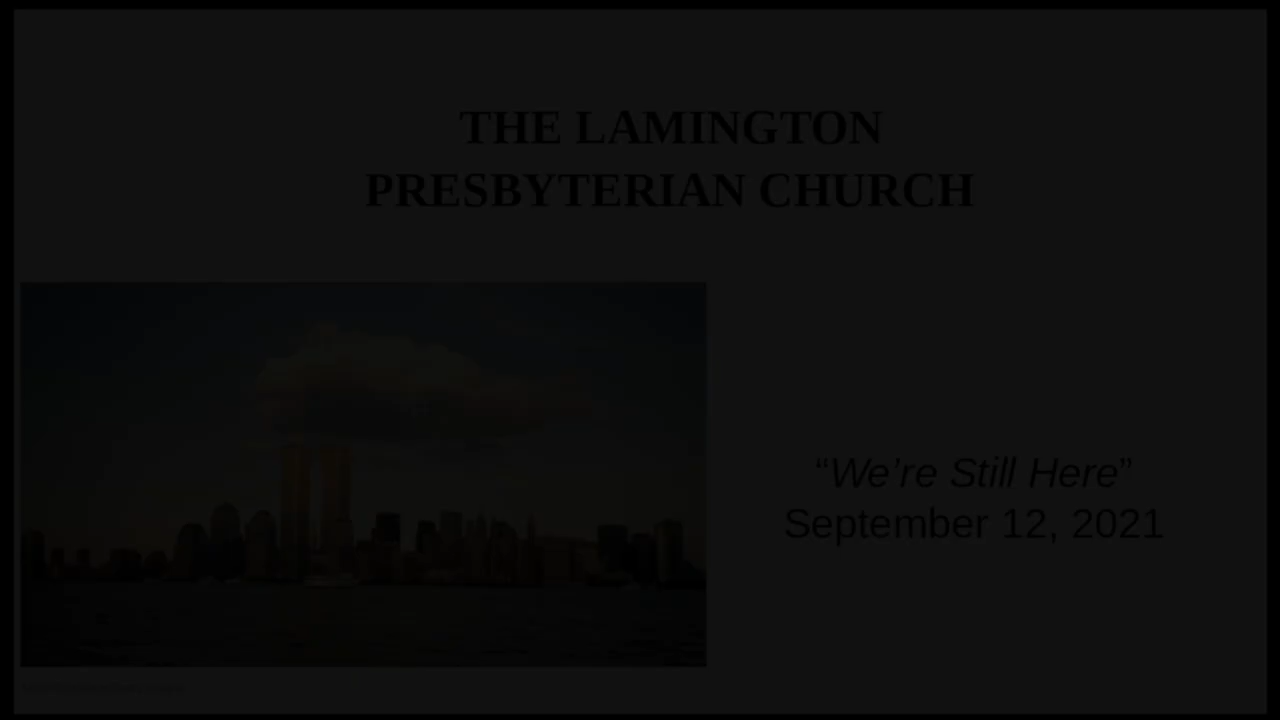 THE LAMINGTON
PRESBYTERIAN CHURCH
“We’re Still Here”
September 12, 2021